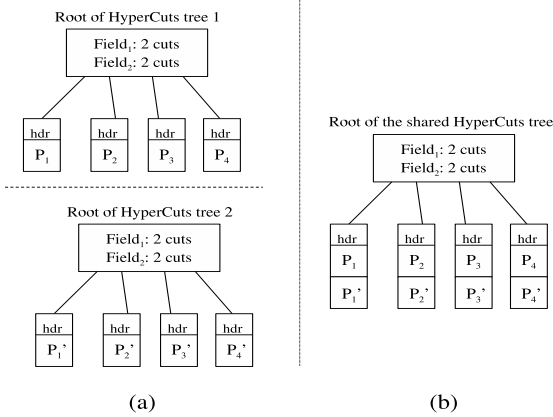 Root of HyperCuts tree 1
Field₁: 2 cuts
Field₂: 2 cuts
hdr hdr hdr hdr
P₁ P₂ P₃ P₄
Root of HyperCuts tree 2
Field₁: 2 cuts
Field₂: 2 cuts
hdr hdr hdr hdr
P₁’ P₂’ P₃’ P₄’
(a)
Root of the shared HyperCuts tree
Field₁: 2 cuts
Field₂: 2 cuts
hdr hdr hdr hdr
P₁ P₂ P₃ P₄
P₁’ P₂’ P₃’ P₄’
(b)